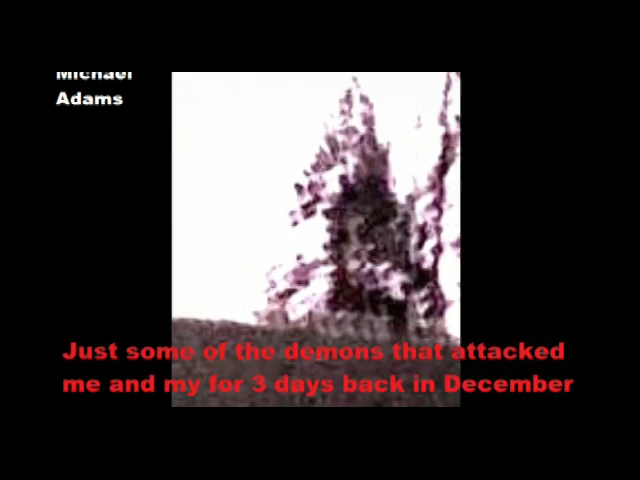 Michael
Adams
Just some of the demons that attacked
me and my for 3 days back in December